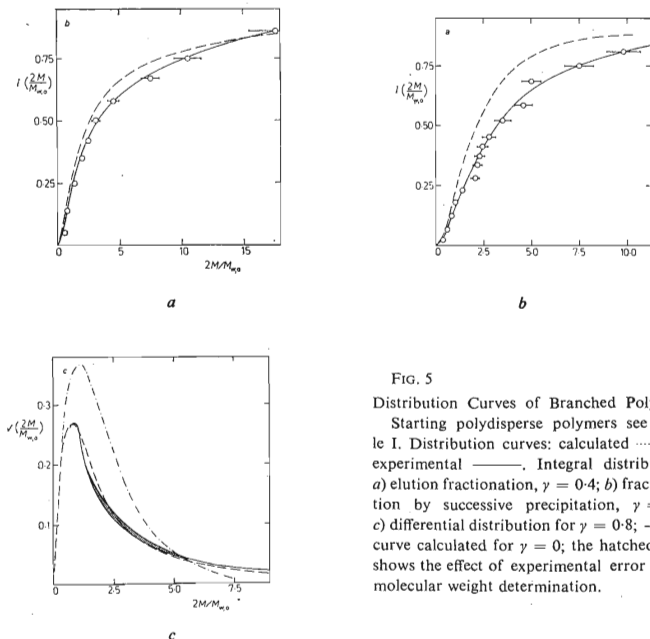 b
0.75
I(2M/Mw,0)
0.50
0.25
0 5 10 15
2M/Mw,0
a
a
0.75
I(2M/Mw,0)
0.50
0.25
0 2.5 5.0 7.5 10.0
2M/Mw,0
b
c
0.3
(2M/Mw,0)
0.2
0.1
0 2.5 5.0 7.5
2M/Mw,0
c
FIG. 5
Distribution Curves of Branched Pol
Starting polydisperse polymers see
le I. Distribution curves: calculated ····
experimental ——. Integral distrib
a) elution fractionation, γ = 0·4; b) frac
tion by successive precipitation, γ =
c) differential distribution for γ = 0·8; –
curve calculated for γ = 0; the hatched
shows the effect of experimental error
molecular weight determination.